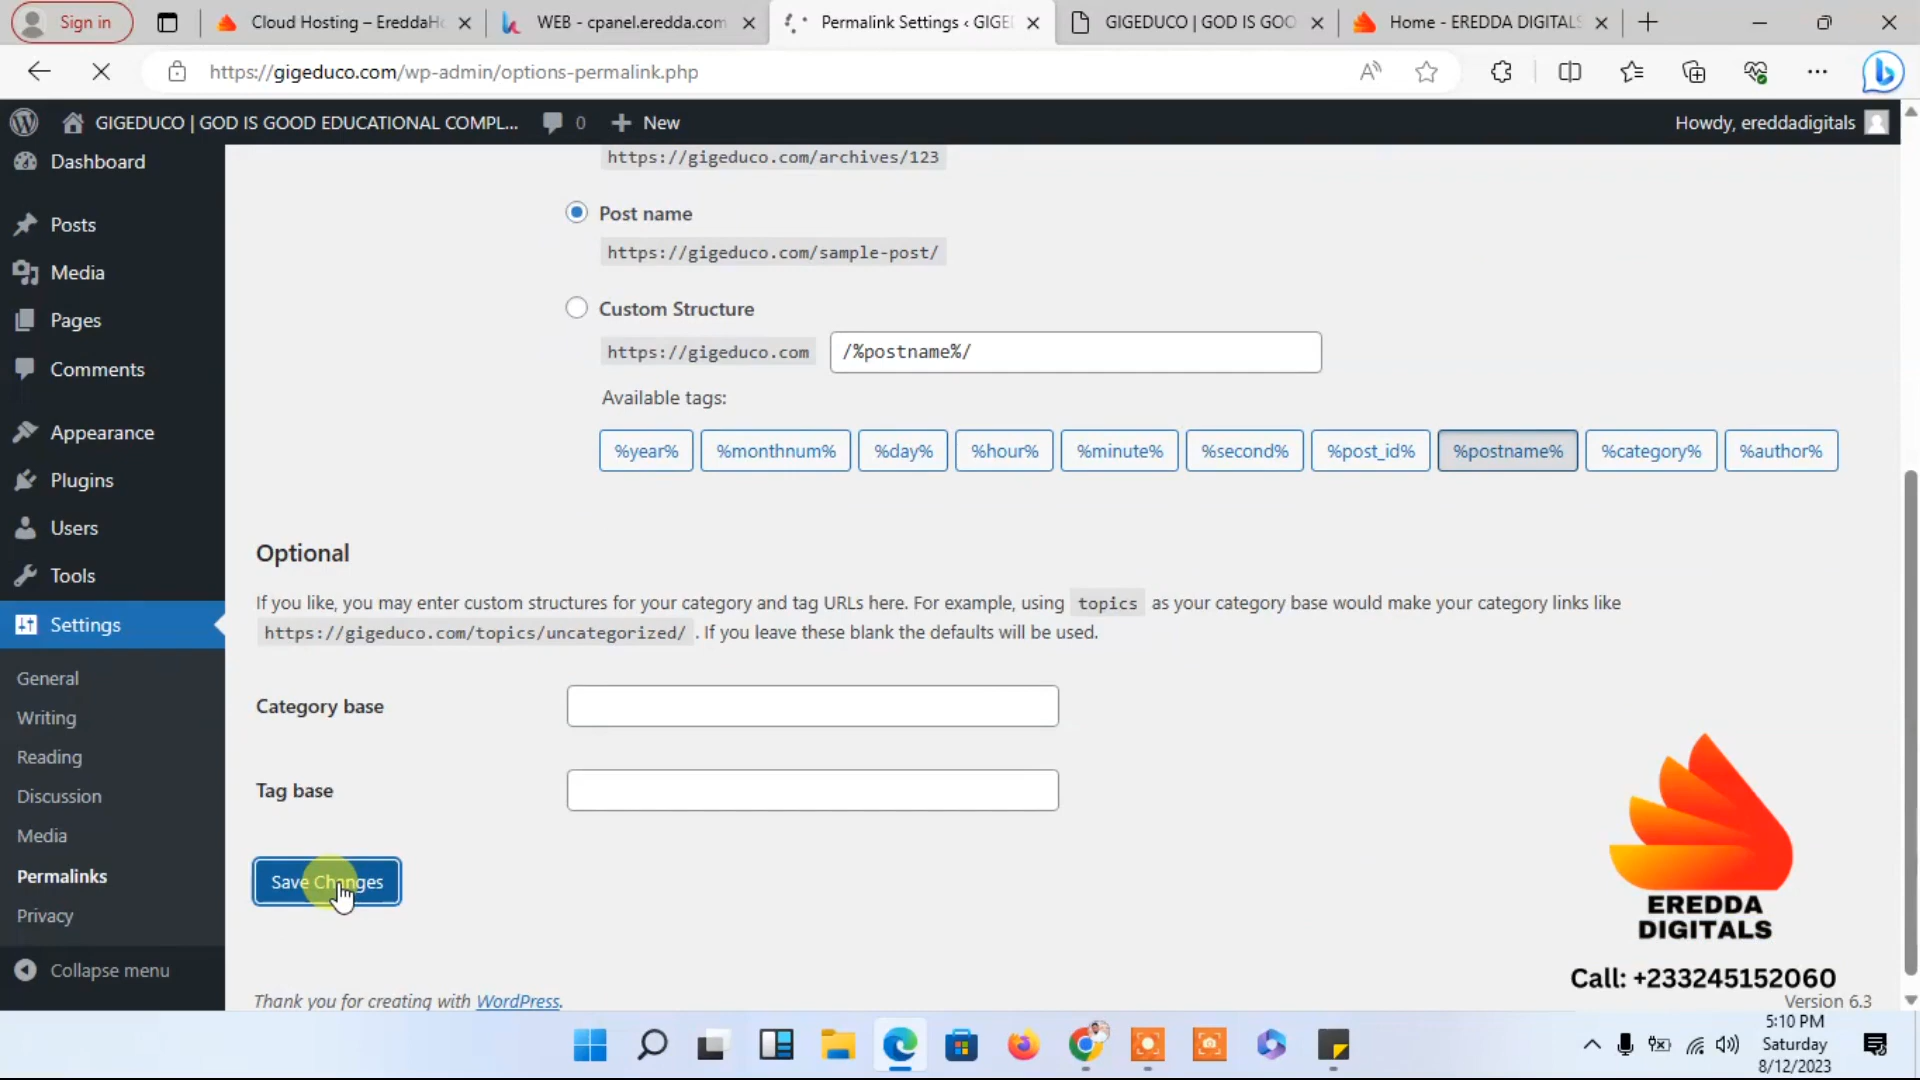 Sign in
Cloud Hosting – EreddaH
WEB - cpanel.eredda.com
Permalink Settings ‹ GIGE
GIGEDUCO | GOD IS GOO
Home - EREDDA DIGITALS
https://gigeduco.com/wp-admin/options-permalink.php
GIGEDUCO | GOD IS GOOD EDUCATIONAL COMPL...
0
New
Howdy, ereddadigitals
Dashboard
Posts
Media
Pages
Comments
Appearance
Plugins
Users
Tools
Settings
General
Writing
Reading
Discussion
Media
Permalinks
Privacy
Collapse menu
https://gigeduco.com/archives/123
Post name
https://gigeduco.com/sample-post/
Custom Structure
https://gigeduco.com /%postname%/
Available tags:
%year% %monthnum% %day% %hour% %minute% %second% %post_id% %postname% %category% %author%
Optional
If you like, you may enter custom structures for your category and tag URLs here. For example, using topics as your category base would make your category links like
https://gigeduco.com/topics/uncategorized/ . If you leave these blank the defaults will be used.
Category base
Tag base
Save Changes
Thank you for creating with WordPress.
EREDDA
DIGITALS
Call: +233245152060
Version 6.3
5:10 PM
Saturday
8/12/2023